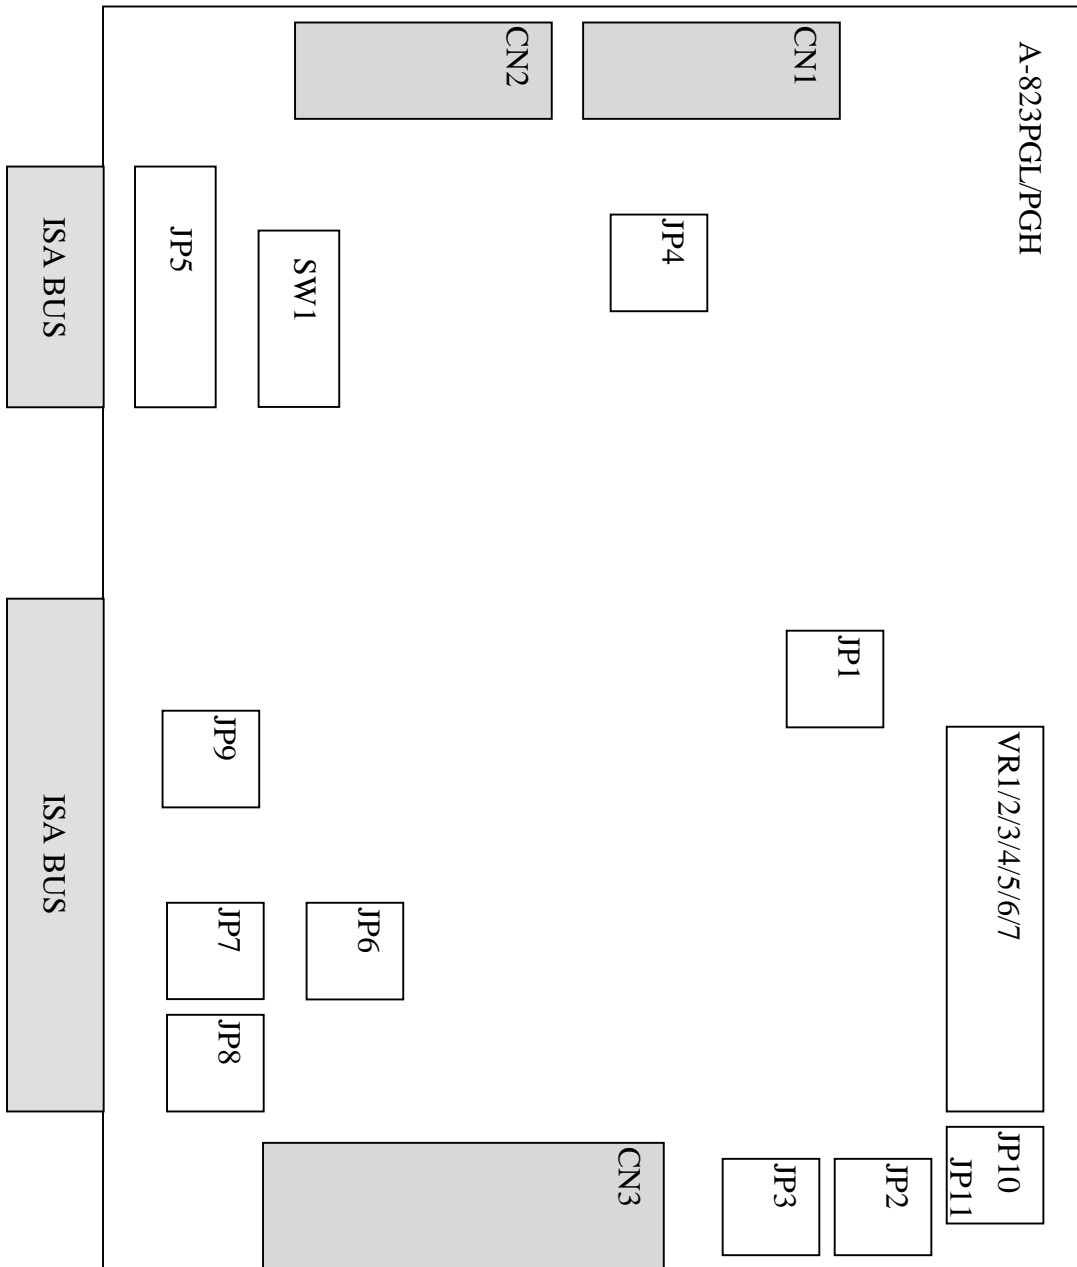 A-823PGL/PGH
CN1
CN2
JP4
SW1
JP5
ISA BUS
JP1
VR1/2/3/4/5/6/7
JP9
ISA BUS
JP6
JP7
JP8
JP10
JP11
JP2
JP3
CN3